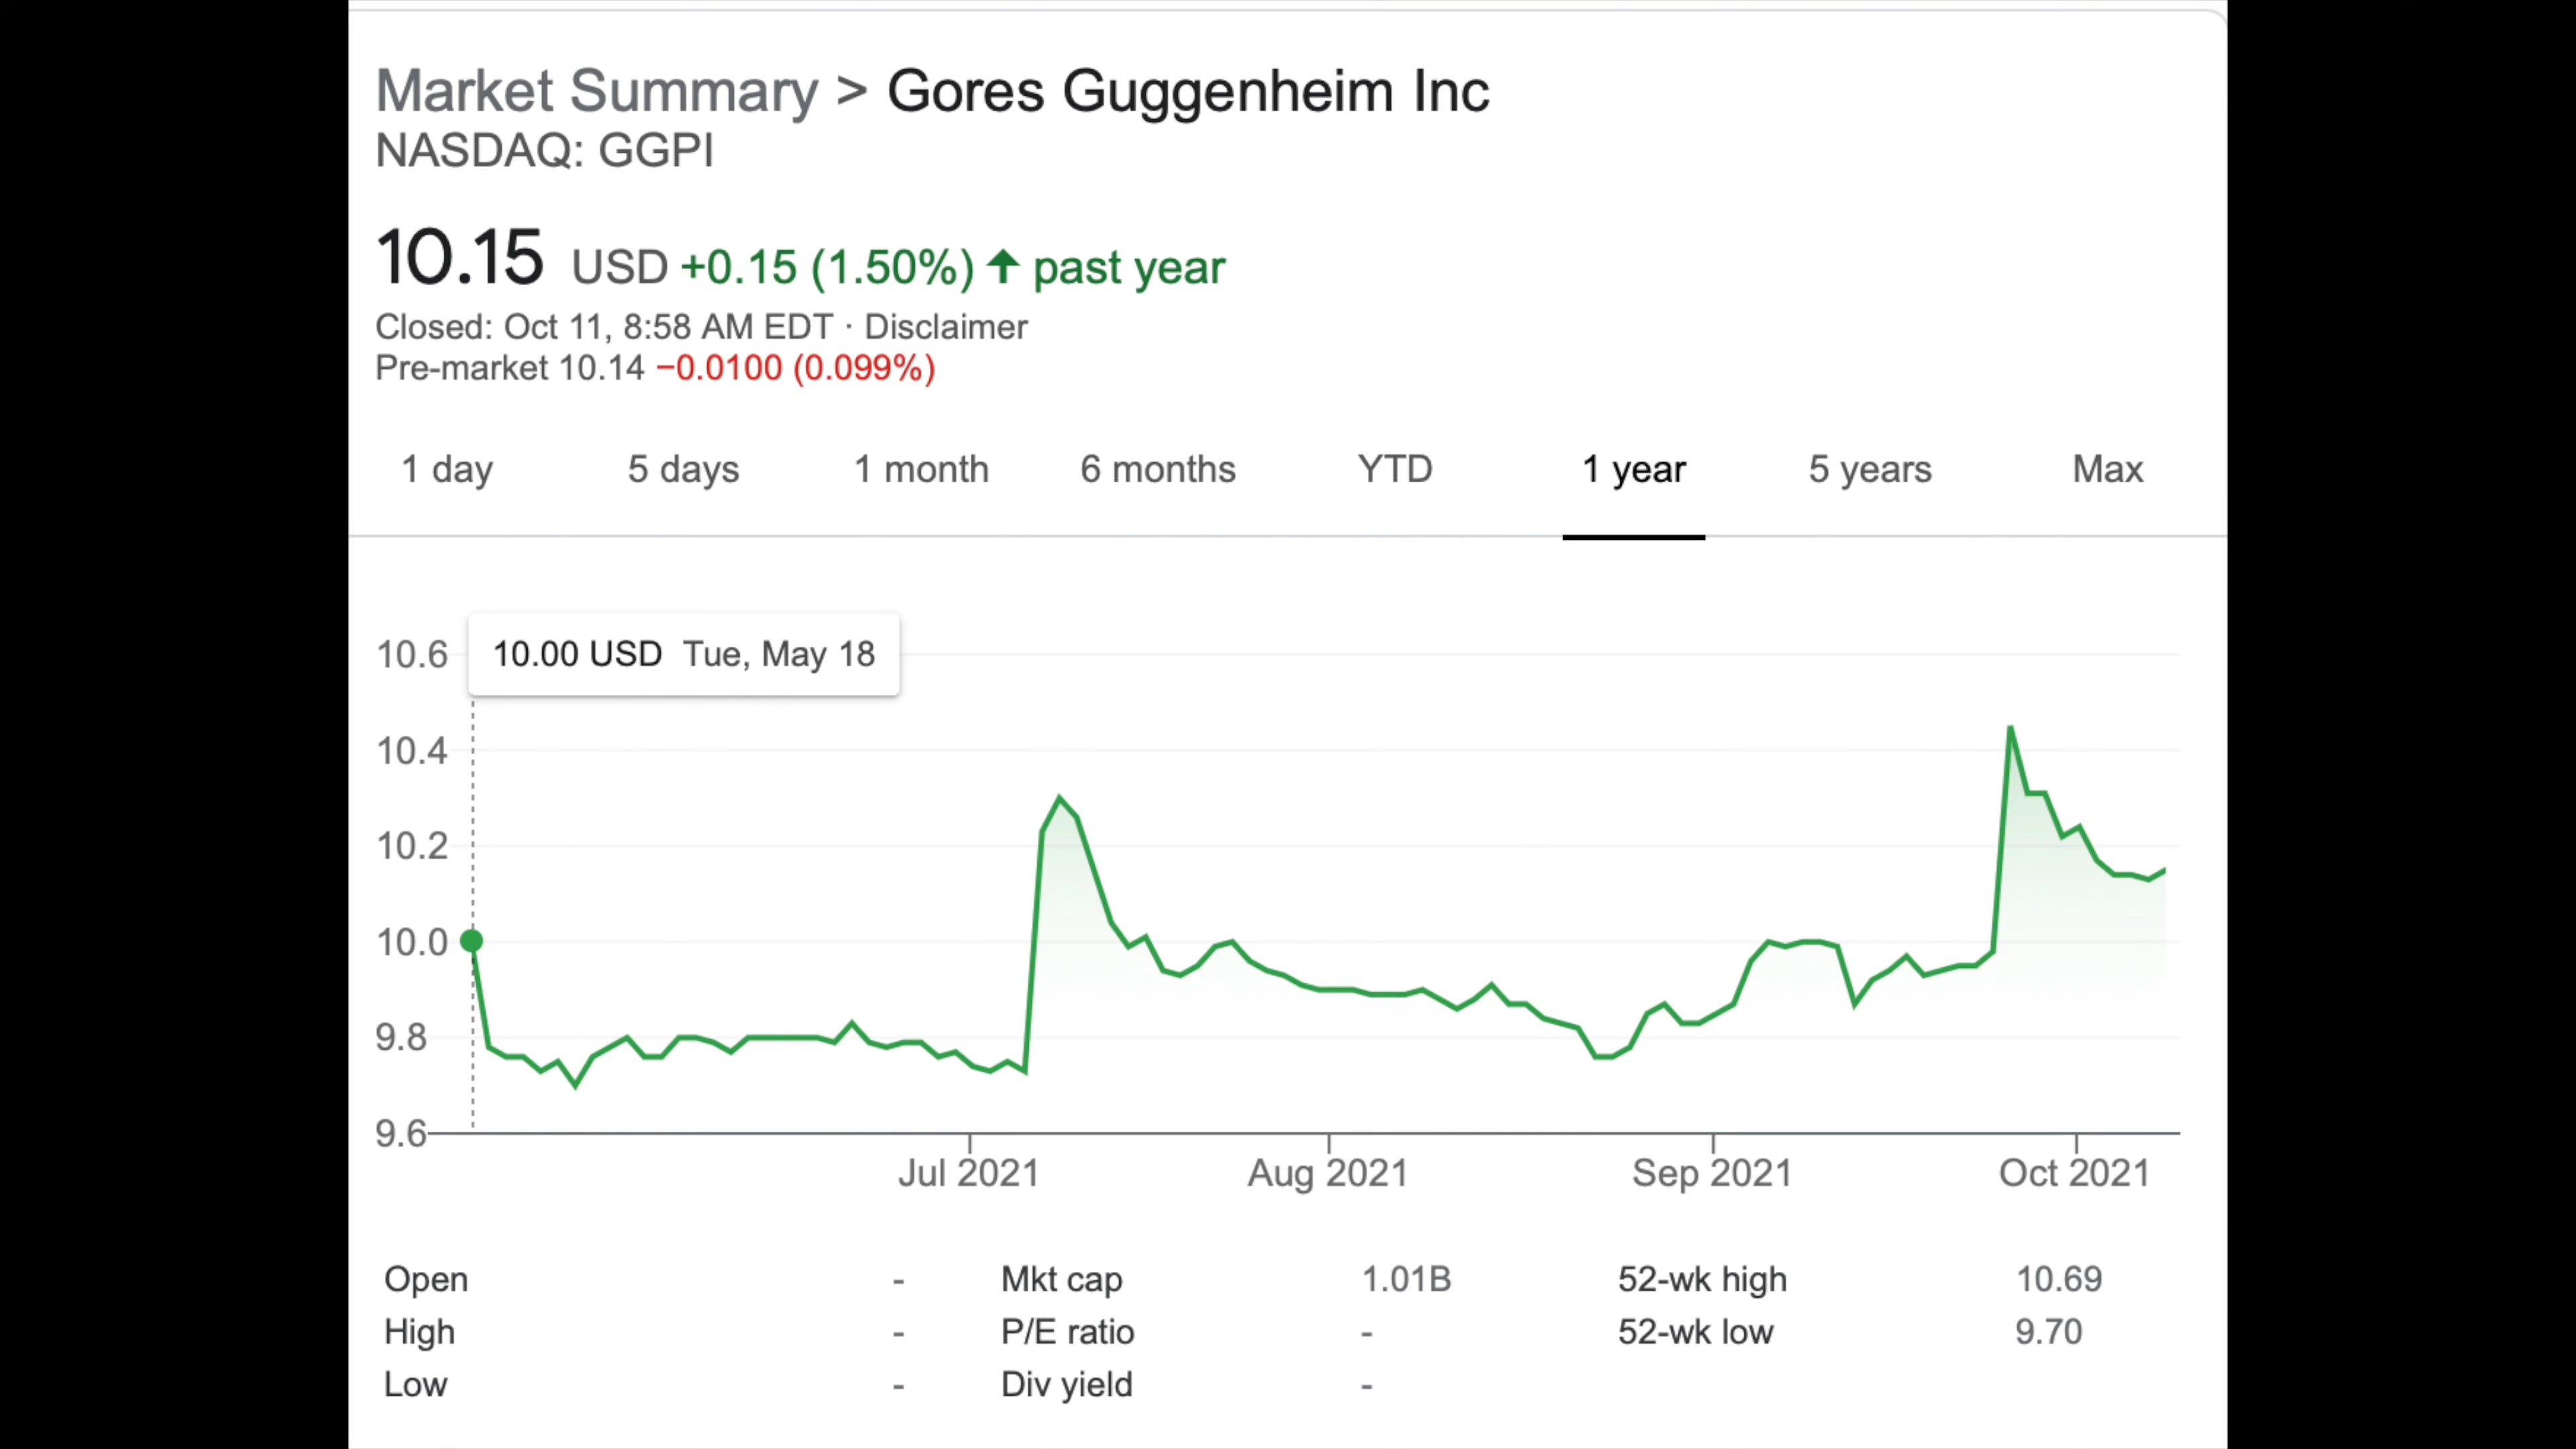 Market Summary > Gores Guggenheim Inc
NASDAQ: GGPI
10.15 USD +0.15 (1.50%) ↑ past year
Closed: Oct 11, 8:58 AM EDT · Disclaimer
Pre-market 10.14 −0.0100 (0.099%)
1 day 5 days 1 month 6 months YTD 1 year 5 years Max
10.00 USD Tue, May 18
10.6
10.4
10.2
10.0
9.8
9.6
Jul 2021 Aug 2021 Sep 2021 Oct 2021
Open - Mkt cap 1.01B 52-wk high 10.69
High - P/E ratio - 52-wk low 9.70
Low - Div yield -